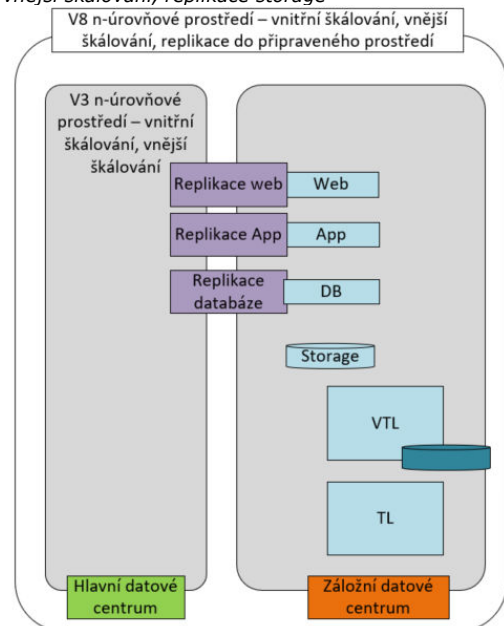 vnější škálování, replikace storage
V8 n-úrovňové prostředí – vnitřní škálování, vnější
škálování, replikace do připraveného prostředí
V3 n-úrovňové
prostředí – vnitřní
škálování, vnější
škálování
Replikace web
Web
Replikace App
App
Replikace
databáze
DB
Storage
VTL
TL
Hlavní datové
centrum
Záložní datové
centrum